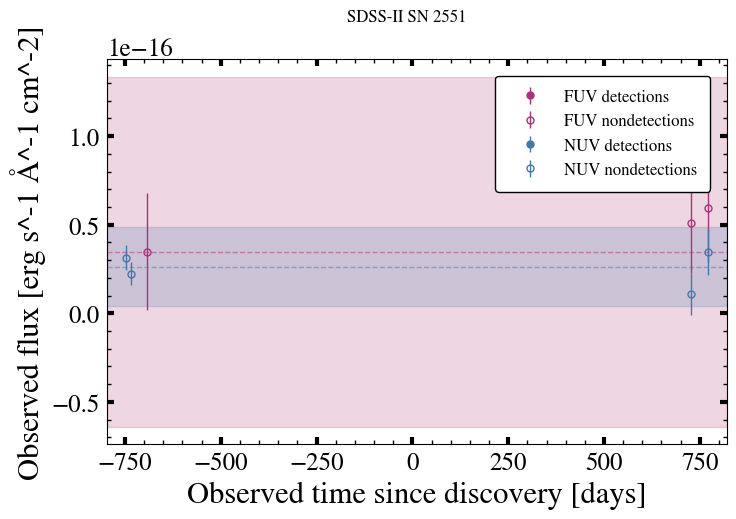 SDSS-II SN 2551
1e−16
Observed flux [erg s^-1 Å^-1 cm^-2]
1.0
0.5
0.0
−0.5
FUV detections
FUV nondetections
NUV detections
NUV nondetections
−750 −500 −250 0 250 500 750
Observed time since discovery [days]